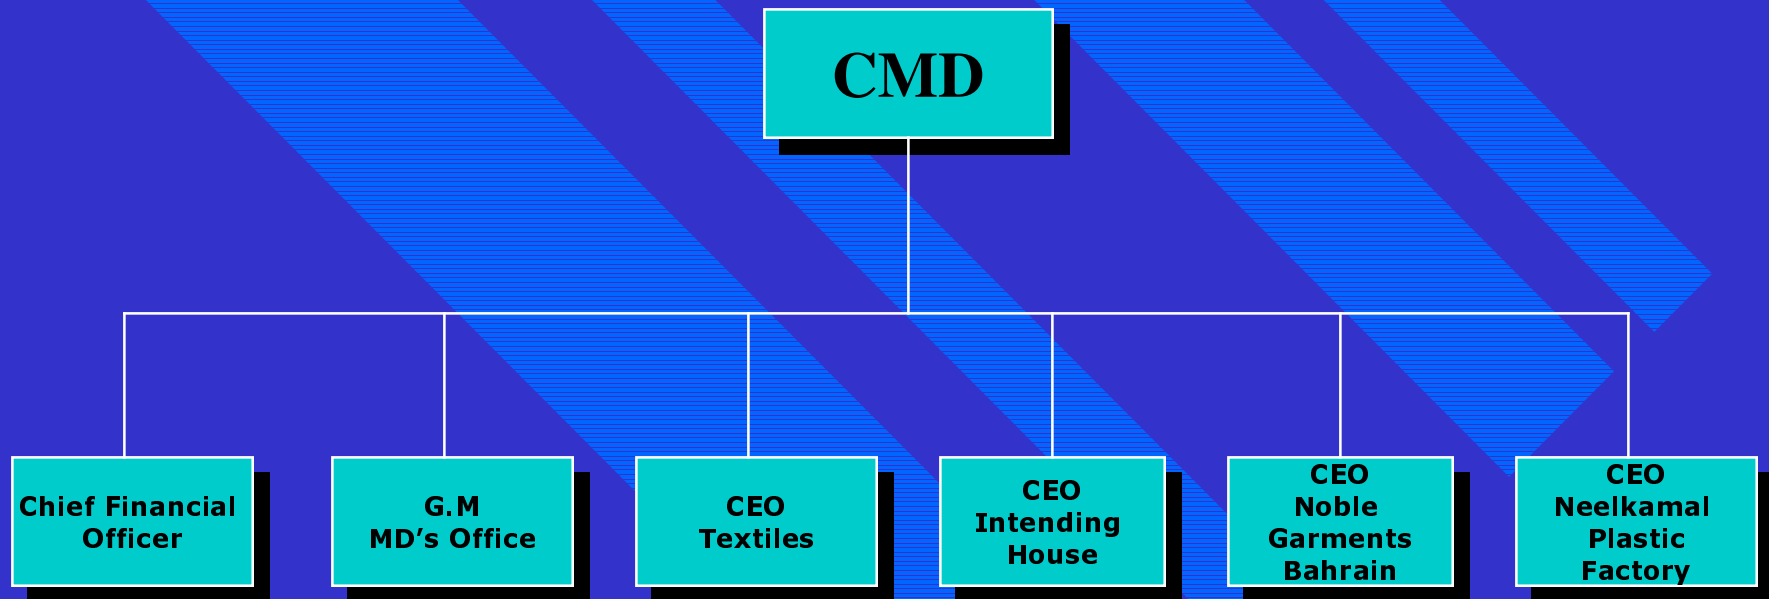 CMD
Chief Financial
Officer
G.M
MD’s Office
CEO
Textiles
CEO
Intending
House
CEO
Noble
Garments
Bahrain
CEO
Neelkamal
Plastic
Factory